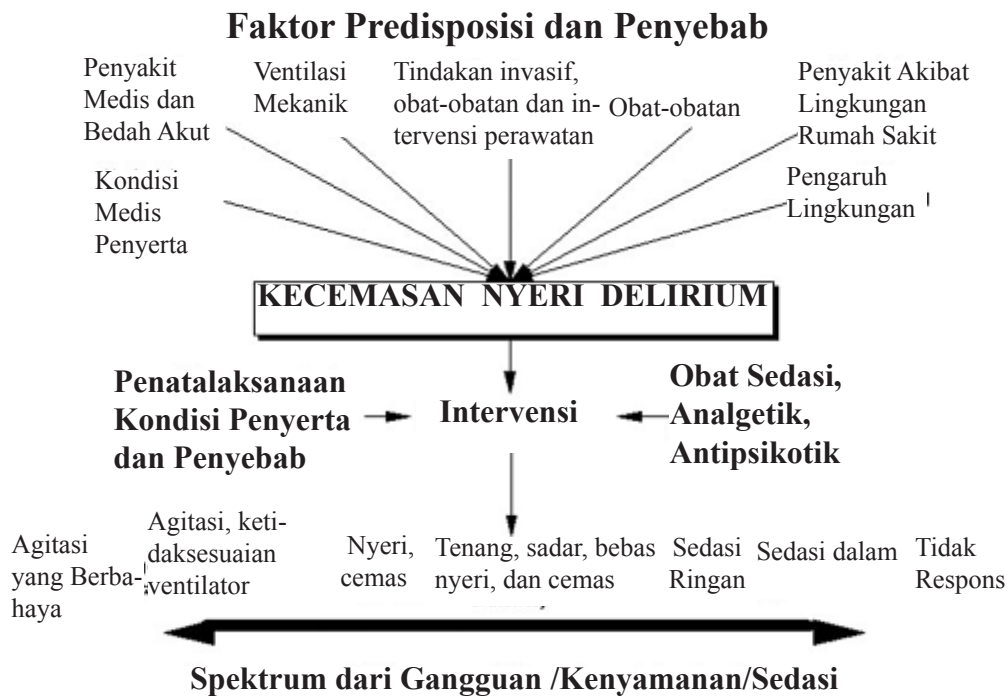 Faktor Predisposisi dan Penyebab
Penyakit
Medis dan
Bedah Akut
Ventilasi
Mekanik
Tindakan invasif,
obat-obatan dan in-
tervensi perawatan
Obat-obatan
Penyakit Akibat
Lingkungan
Rumah Sakit
Kondisi
Medis
Penyerta
Pengaruh
Lingkungan
KECEMASAN NYERI DELIRIUM
Penatalaksanaan
Kondisi Penyerta
dan Penyebab
Intervensi
Obat Sedasi,
Analgetik,
Antipsikotik
Agitasi
yang Berba-
haya
Agitasi, keti-
daksesuaian
ventilator
Nyeri,
cemas
Tenang, sadar, bebas
nyeri, dan cemas
Sedasi
Ringan
Sedasi dalam
Tidak
Respons
Spektrum dari Gangguan /Kenyamanan/Sedasi